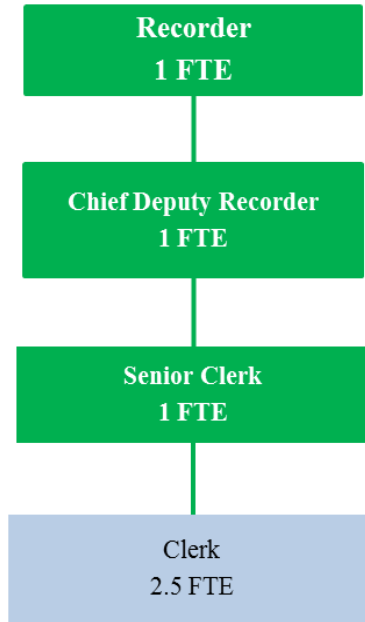 Recorder
1 FTE
Chief Deputy Recorder
1 FTE
Senior Clerk
1 FTE
Clerk
2.5 FTE